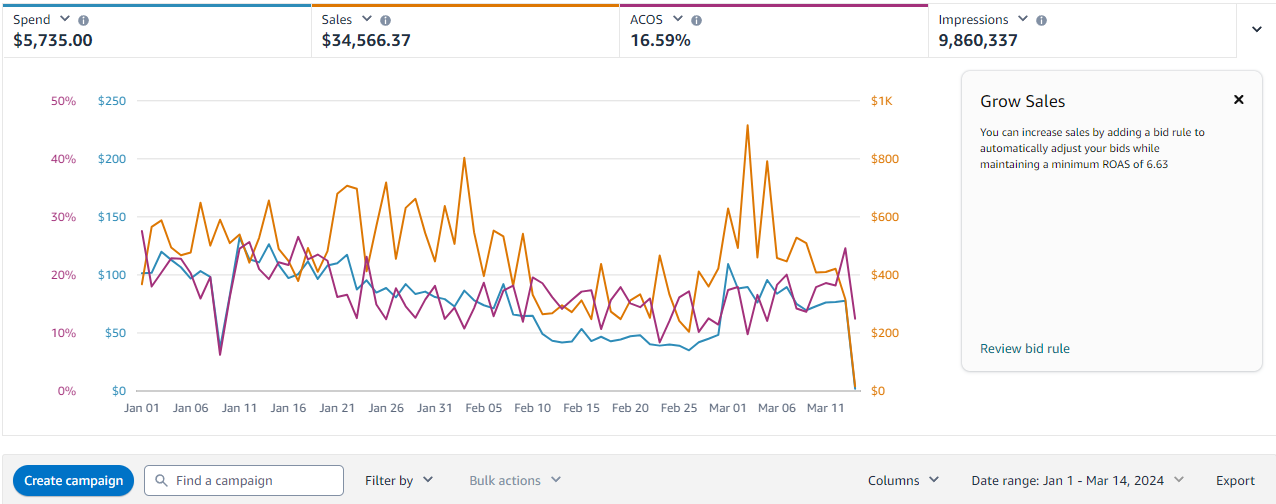 Spend Sales ACOS Impressions
$5,735.00 $34,566.37 16.59% 9,860,337
50% $250 $1K
40% $200 $800
30% $150 $600
20% $100 $400
10% $50 $200
0% $0 $0
Jan 01 Jan 06 Jan 11 Jan 16 Jan 21 Jan 26 Jan 31 Feb 05 Feb 10 Feb 15 Feb 20 Feb 25 Mar 01 Mar 06 Mar 11
Grow Sales
You can increase sales by adding a bid rule to
automatically adjust your bids while
maintaining a minimum ROAS of 6.63
Review bid rule
Create campaign Find a campaign Filter by Bulk actions Columns Date range: Jan 1 - Mar 14, 2024 Export